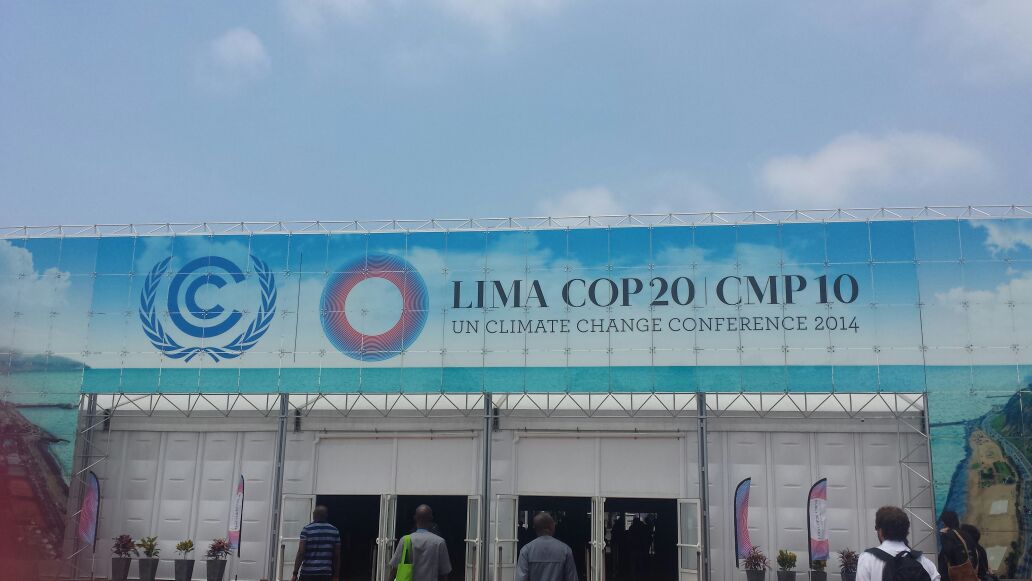 LIMA COP20 | CMP10
UN CLIMATE CHANGE CONFERENCE 2014